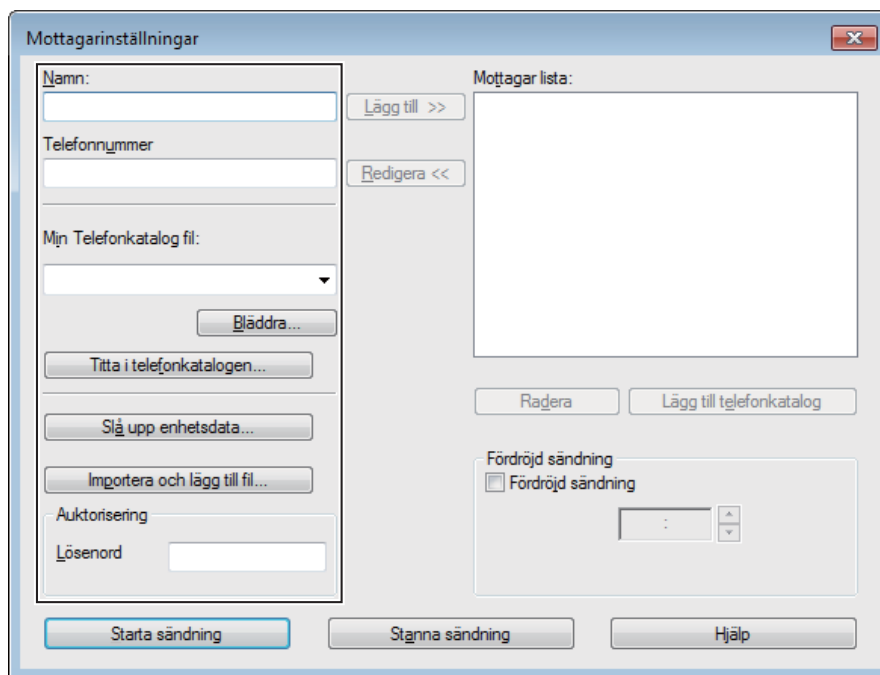 Mottagarinställningar
Namn:
Lägg till >>
Telefonnummer
Redigera <<
Min Telefonkatalog fil:
Bläddra...
Titta i telefonkatalogen...
Slå upp enhetsdata...
Importera och lägg till fil...
Auktorisering
Lösenord
Mottagar lista:
Radera
Lägg till telefonkatalog
Fördröjd sändning
Fördröjd sändning
:
Starta sändning
Stanna sändning
Hjälp